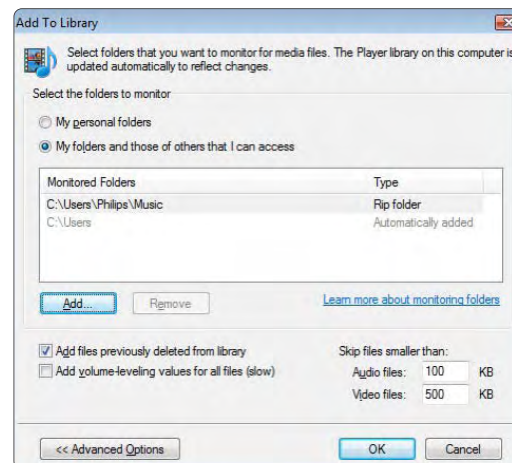 Add To Library
Select folders that you want to monitor for media files. The Player library on this computer is
updated automatically to reflect changes.
Select the folders to monitor
My personal folders
My folders and those of others that I can access
Monitored Folders Type
C:\Users\Philips\Music Rip folder
C:\Users Automatically added
Add... Remove Learn more about monitoring folders
Add files previously deleted from library Skip files smaller than:
Add volume-leveling values for all files (slow) Audio files: 100 KB
Video files: 500 KB
<< Advanced Options OK Cancel